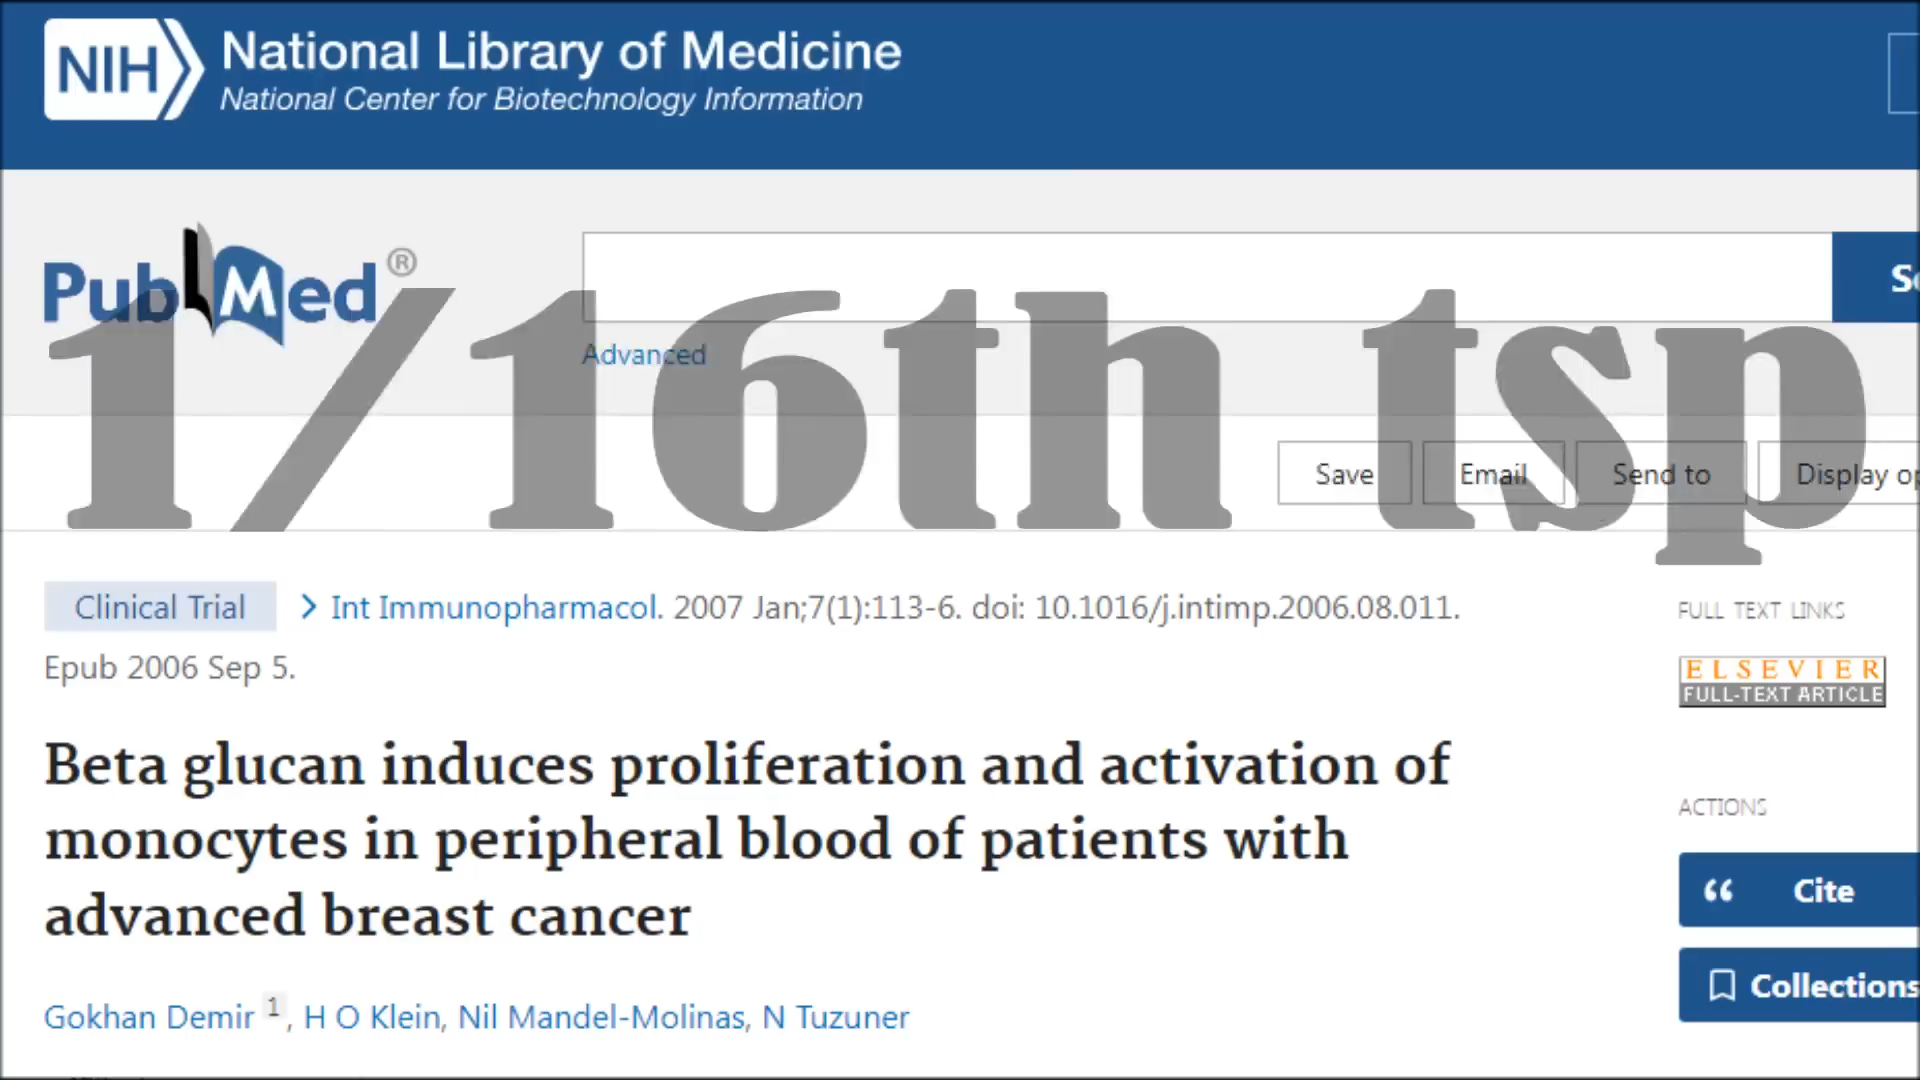 NIH National Library of Medicine
National Center for Biotechnology Information
PubMed®
Advanced
1/16th tsp
Save Email Send to Display
Clinical Trial > Int Immunopharmacol. 2007 Jan;7(1):113-6. doi: 10.1016/j.intimp.2006.08.011.
Epub 2006 Sep 5.
FULL TEXT LINKS
ELSEVIER
FULL-TEXT ARTICLE
Beta glucan induces proliferation and activation of
monocytes in peripheral blood of patients with
advanced breast cancer
ACTIONS
Cite
Collections
Gokhan Demir 1, H O Klein, Nil Mandel-Molinas, N Tuzuner